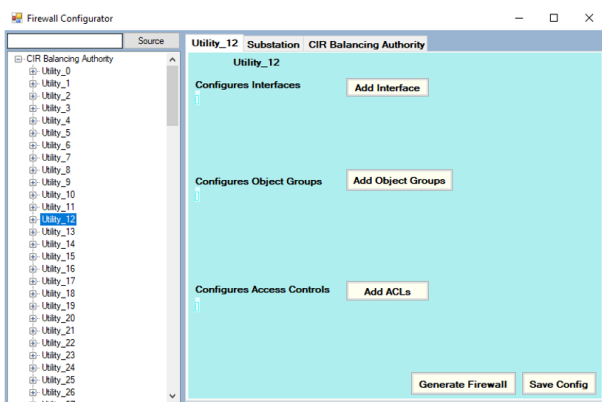 Firewall Configurator
Source
CIR Balancing Authority
Utility_0
Utility_1
Utility_2
Utility_3
Utility_4
Utility_5
Utility_6
Utility_7
Utility_8
Utility_9
Utility_10
Utility_11
Utility_12
Utility_13
Utility_14
Utility_15
Utility_16
Utility_17
Utility_18
Utility_19
Utility_20
Utility_21
Utility_22
Utility_23
Utility_24
Utility_25
Utility_26
Utility_12 Substation CIR Balancing Authority
Utility_12
Configures Interfaces Add Interface
Configures Object Groups Add Object Groups
Configures Access Controls Add ACLs
Generate Firewall Save Config